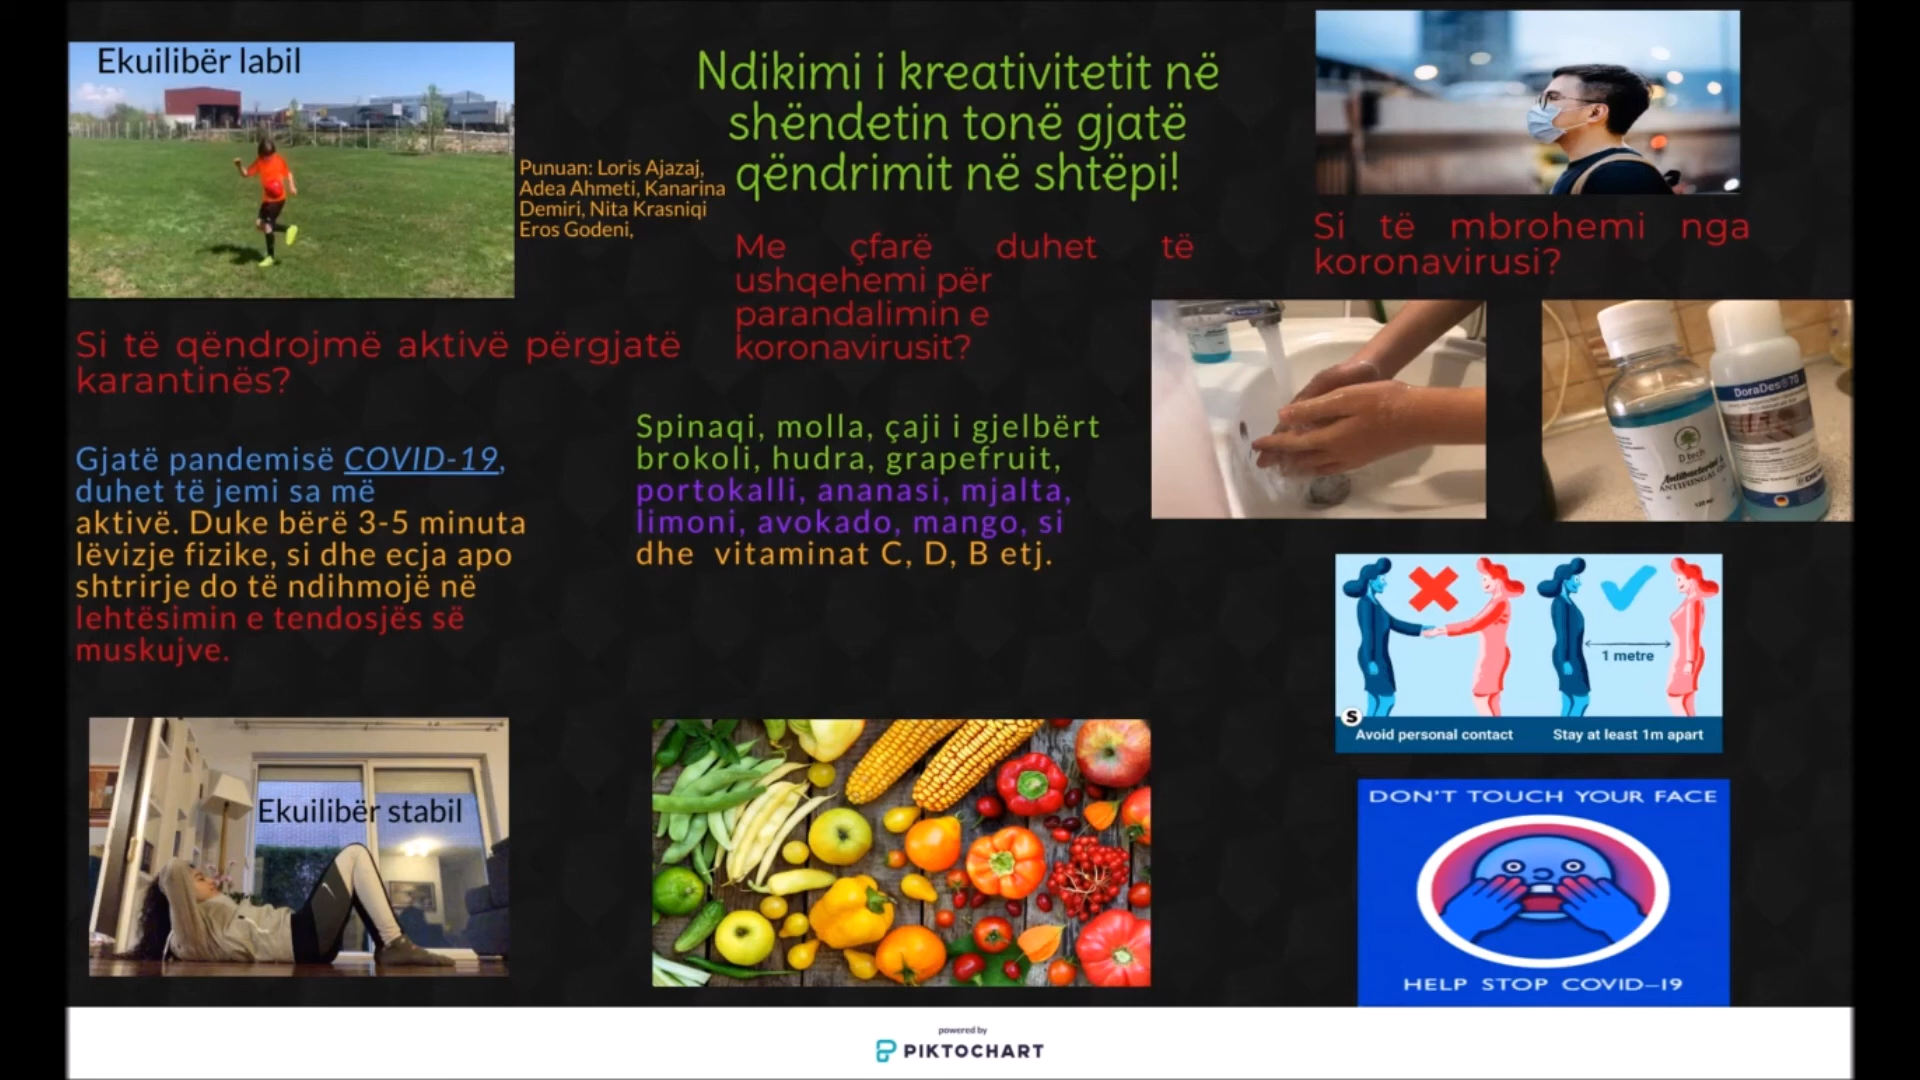 Ekuilibër labil
Punuan: Loris Ajazaj,
Adea Ahmeti, Kanarina
Demiri, Nita Krasniqi
Eros Godeni,
Ndikimi i kreativitetit në
shëndetin tonë gjatë
qëndrimit në shtëpi!
Si të qëndrojmë aktivë përgjatë
karantinës?
Gjatë pandemisë COVID-19,
duhet të jemi sa më
aktivë. Duke bërë 3-5 minuta
lëvizje fizike, si dhe ecja apo
shtrirje do të ndihmojë në
lehtësimin e tendosjës së
muskujve.
Ekuilibër stabil
Me çfarë duhet të
ushqehemi për
parandalimin e
koronavirusit?
Spinaqi, molla, çaji i gjelbërt
brokoli, hudra, grapefruit,
portokalli, ananasi, mjalta,
limoni, avokado, mango, si
dhe vitaminat C, D, B etj.
Si të mbrohemi nga
koronavirusi?
D tech
Antibacterial &
ANTIFUNGAL
DoraDes® 70
1 metre
S
Avoid personal contact
Stay at least 1m apart
DON'T TOUCH YOUR FACE
HELP STOP COVID-19
powered by
PIKTOCHART